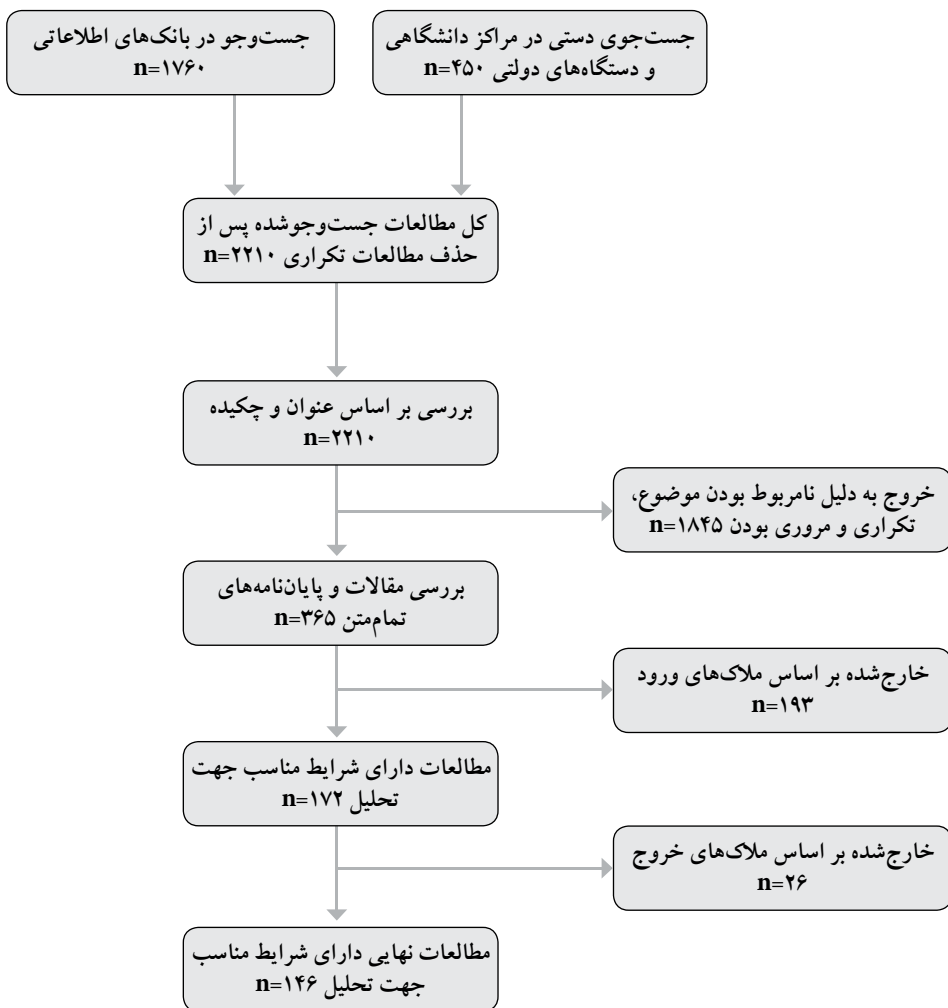 جست‌جوی دستی در مراکز دانشگاهی
و دستگاه‌های دولتی n=۴۵۰
جست‌وجو در بانک‌های اطلاعاتی
n=۱۷۶۰
کل مطالعات جست‌وجوشده پس از
حذف مطالعات تکراری n=۲۲۱۰
بررسی بر اساس عنوان و چکیده
n=۲۲۱۰
خروج به دلیل نامربوط بودن موضوع،
تکراری و مروری بودن n=۱۸۴۵
بررسی مقالات و پایان‌نامه‌های
تمام‌متن n=۳۶۵
خارج‌شده بر اساس ملاک‌های ورود
n=۱۹۳
مطالعات دارای شرایط مناسب جهت
تحلیل n=۱۷۲
خارج‌شده بر اساس ملاک‌های خروج
n=۲۶
مطالعات نهایی دارای شرایط مناسب
جهت تحلیل n=۱۴۶